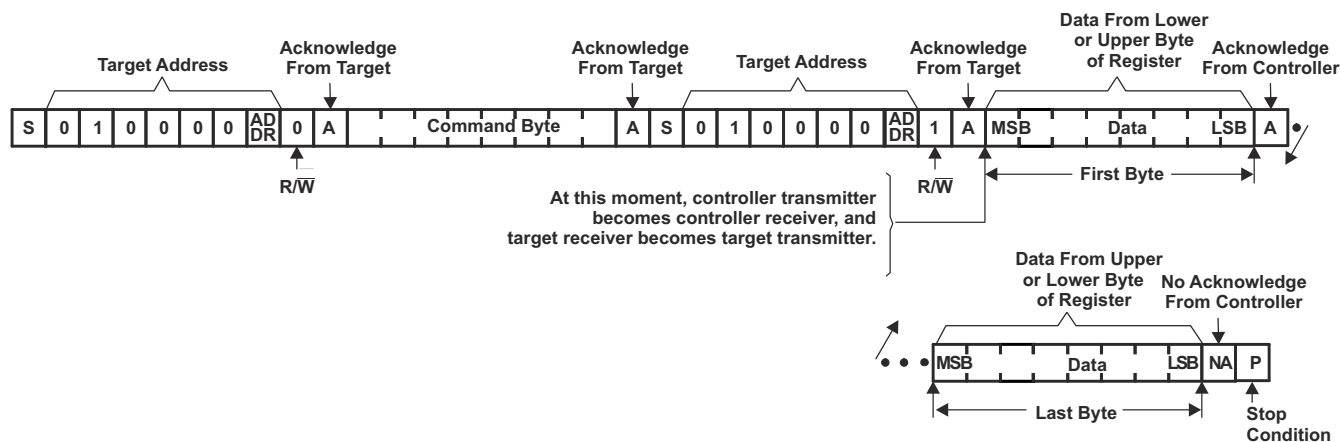 Target Address
Acknowledge
From Target
Acknowledge
From Target
Target Address
Acknowledge
From Target
Data From Lower
or Upper Byte
of Register
Acknowledge
From Controller
S 0 1 0 0 0 0 AD DR 0 A Command Byte A S 0 1 0 0 0 0 AD DR 1 A MSB Data LSB A
R/W̅
R/W̅
First Byte
At this moment, controller transmitter
becomes controller receiver, and
target receiver becomes target transmitter.
Data From Upper
or Lower Byte
of Register
No Acknowledge
From Controller
MSB Data LSB NA P
Last Byte
Stop
Condition